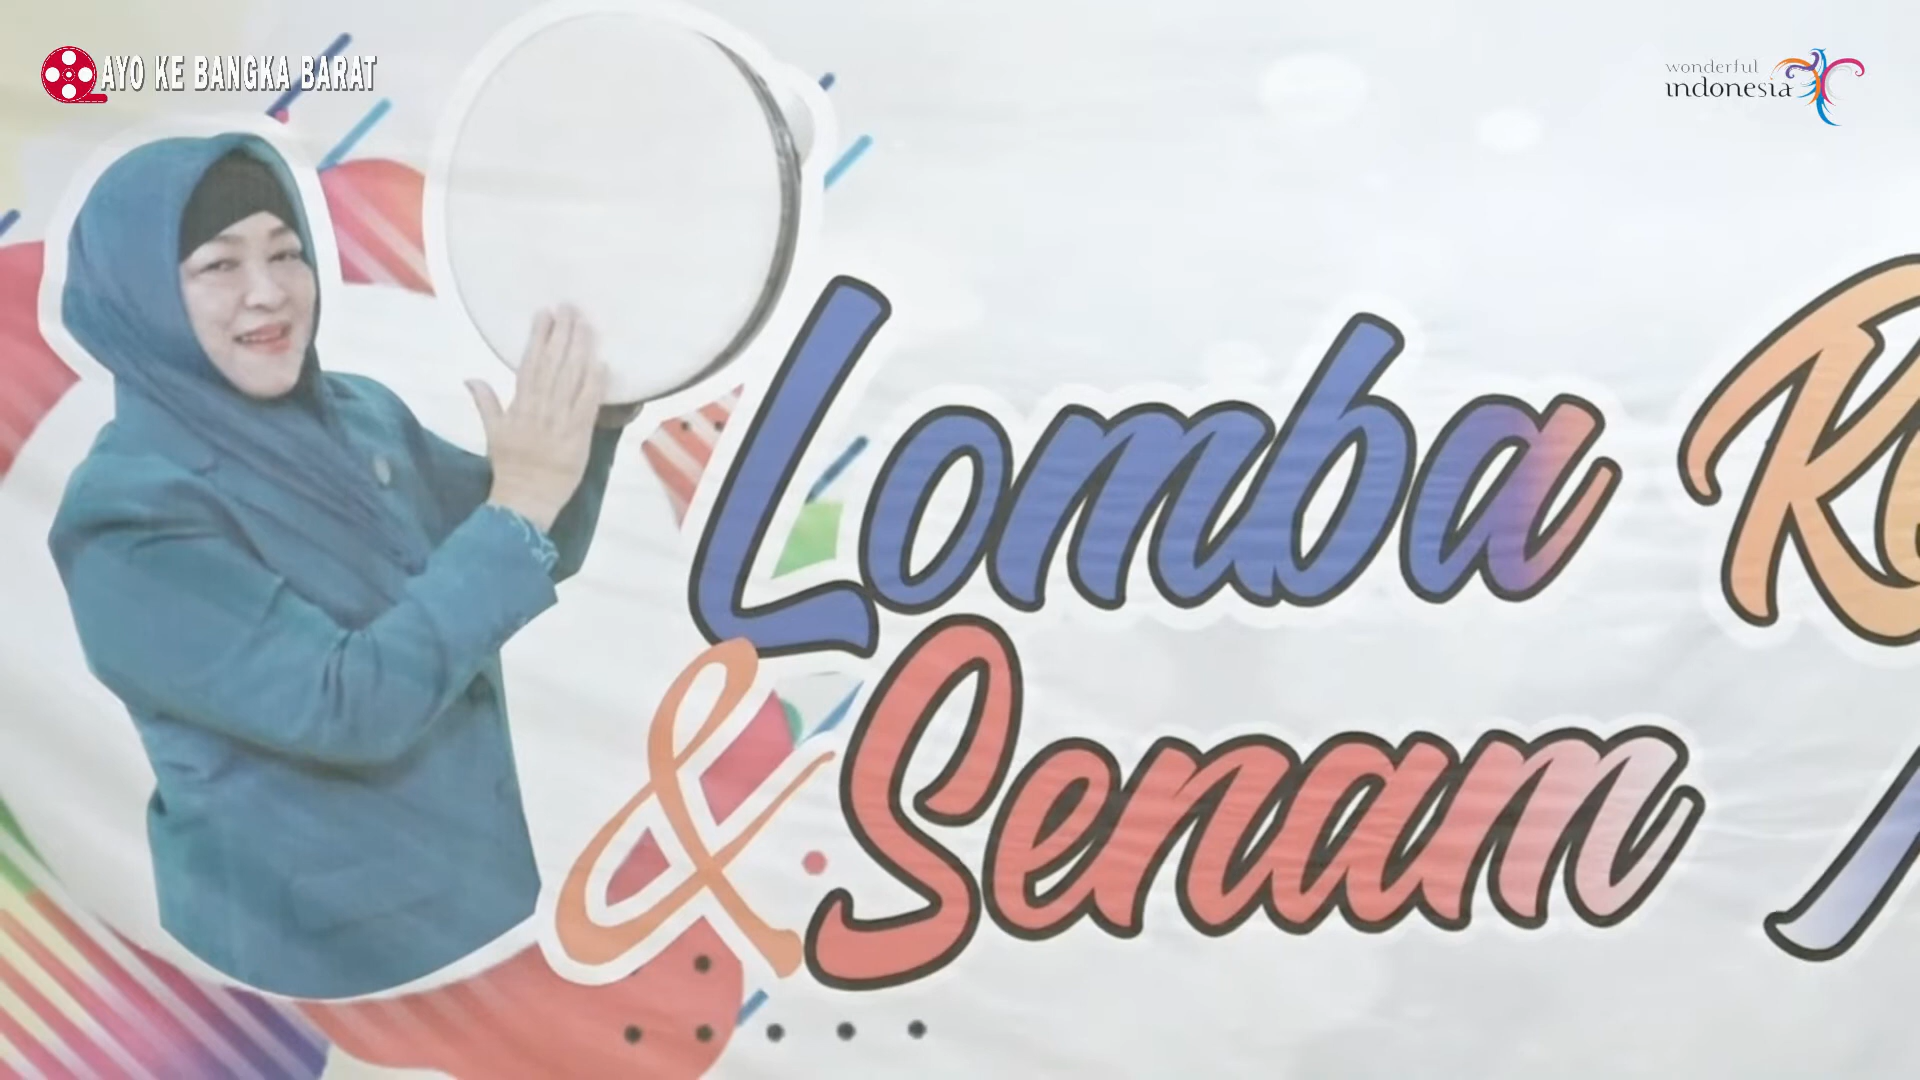 AYO KE BANGKA BARAT
wonderful
indonesia
Lomba
& Senam